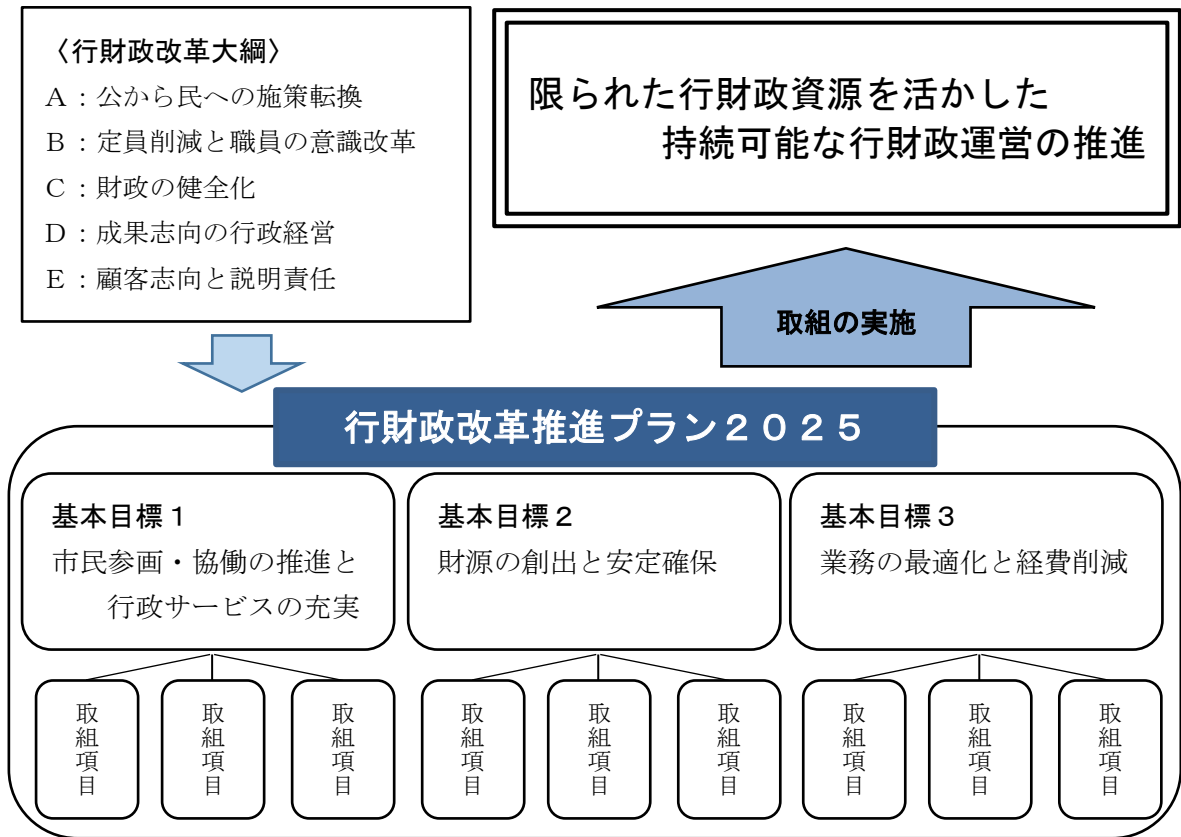 〈行財政改革大綱〉
Ａ：公から民への施策転換
Ｂ：定員削減と職員の意識改革
Ｃ：財政の健全化
Ｄ：成果志向の行政経営
Ｅ：顧客志向と説明責任
限られた行財政資源を活かした
持続可能な行財政運営の推進
取組の実施
行財政改革推進プラン２０２５
基本目標１
市民参画・協働の推進と
行政サービスの充実
基本目標２
財源の創出と安定確保
基本目標３
業務の最適化と経費削減
取組項目
取組項目
取組項目
取組項目
取組項目
取組項目
取組項目
取組項目
取組項目